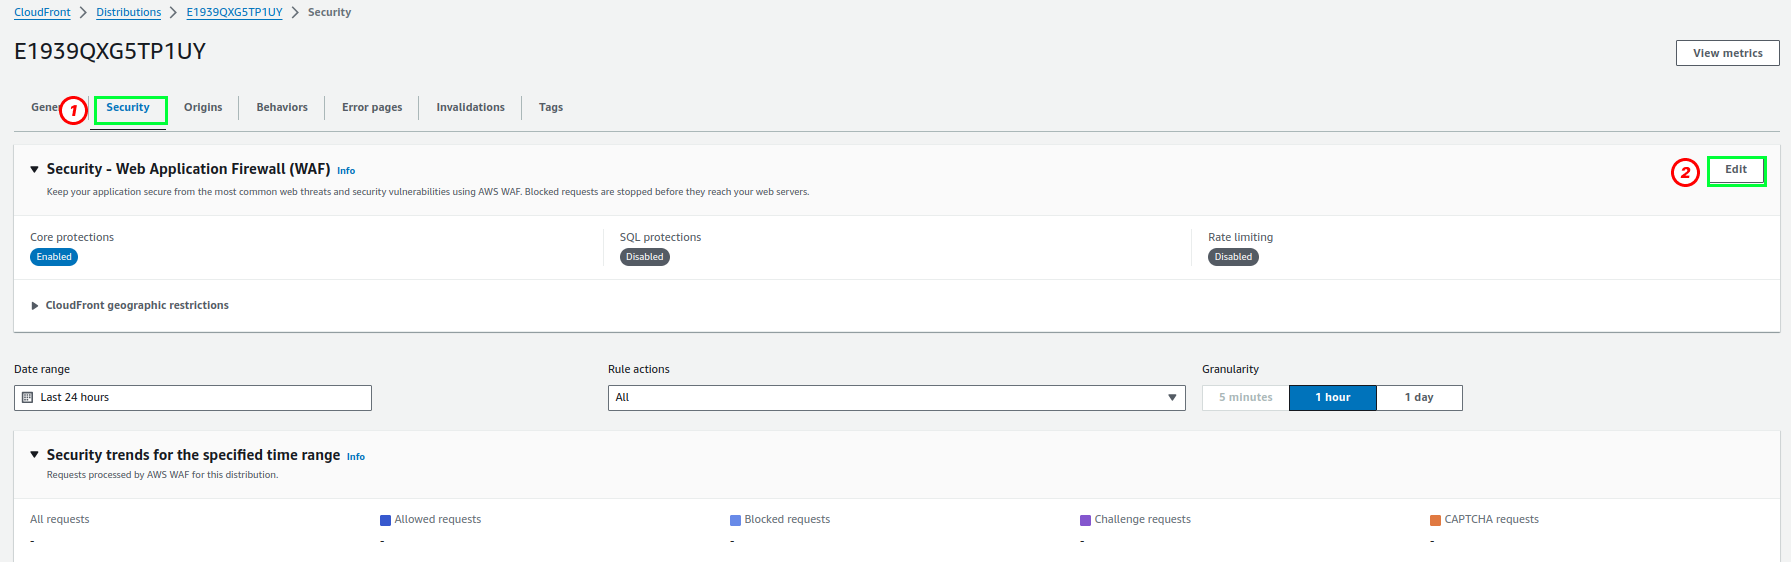 CloudFront > Distributions > E1939QXG5TP1UY > Security
E1939QXG5TP1UY
View metrics
Gene 1 Security Origins Behaviors Error pages Invalidations Tags
Security - Web Application Firewall (WAF) Info
2 Edit
Keep your application secure from the most common web threats and security vulnerabilities using AWS WAF. Blocked requests are stopped before they reach your web servers.
Core protections SQL protections Rate limiting
Enabled Disabled Disabled
CloudFront geographic restrictions
Date range Rule actions Granularity
Last 24 hours All 5 minutes 1 hour 1 day
Security trends for the specified time range Info
Requests processed by AWS WAF for this distribution.
All requests Allowed requests Blocked requests Challenge requests CAPTCHA requests
- - - - -